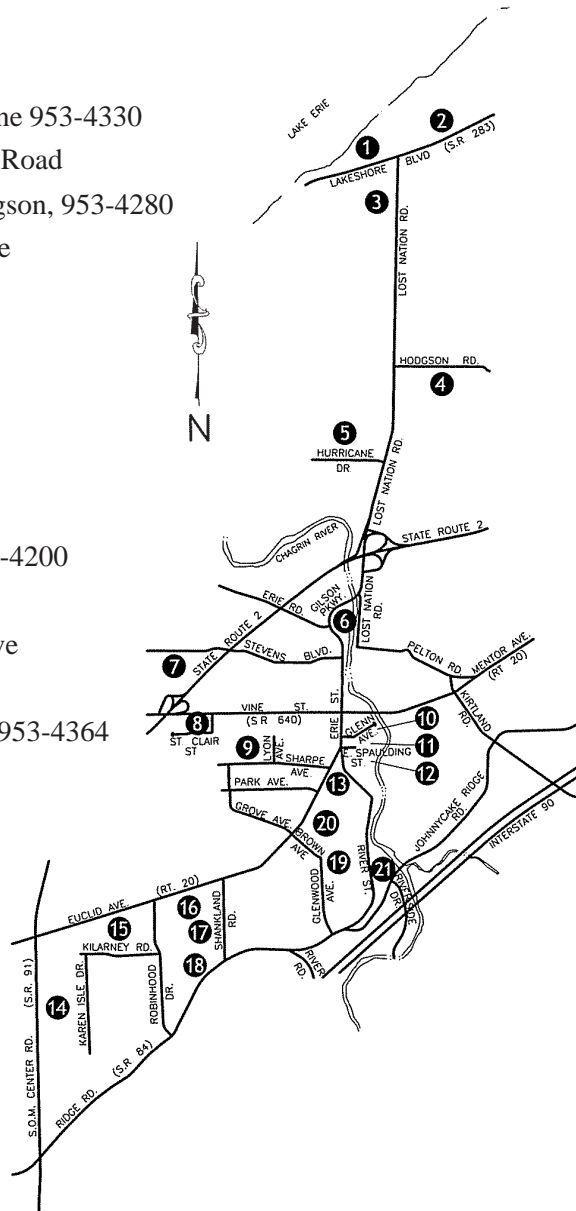 ne 953-4330
Road
gson, 953-4280
e
-4200
ve
953-4364
LAKE ERIE
1
2
LAKESHORE BLVD (S.R 283)
3
LOST NATION RD.
HODGSON RD.
4
N
5
HURRICANE
DR.
LOST NATION RD.
STATE ROUTE 2
CHAGRIN RIVER
ERIE RD.
GILSON
PKWY.
6
LOST NATION
RD.
STATE ROUTE 2
7
STEVENS BLVD.
PELTON RD
MENTOR AVE.
(RT 20)
KIRTLAND
RD.
VINE ST.
(S R 640)
8
ST. CLAIR
ST
ERIE ST.
GLENN
AVE.
10
9
LYON
AVE.
SHARPE
AVE.
E. SPAULDING
ST.
11
12
PARK AVE.
13
GROVE AVE.
BROWN
AVE
20
JOHNNYCAKE RIDGE
RD.
INTERSTATE 90
19
GLENWOOD
AVE.
RIVER ST.
21
RIVERSIDE
DR.
EUCLID AVE. (RT. 20)
16
SHANKLAND
RD.
15
17
KILARNEY RD.
18
RIVER
RD.
14
S.O.M. CENTER RD. (S.R. 91)
KAREN ISLE DR.
ROBINHOOD
DR.
RIDGE RD. (S.R 84)